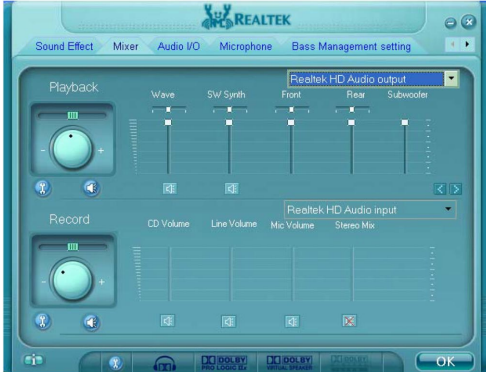 REALTEK
Sound Effect Mixer Audio I/O Microphone Bass Management setting
Playback
Realtek HD Audio output
Wave SW Synth Front Rear Subwoofer
Record
Realtek HD Audio input
CD Volume Line Volume Mic Volume Stereo Mix
DOLBY
PRO LOGIC IIx
DOLBY
VIRTUAL SPEAKER
OK